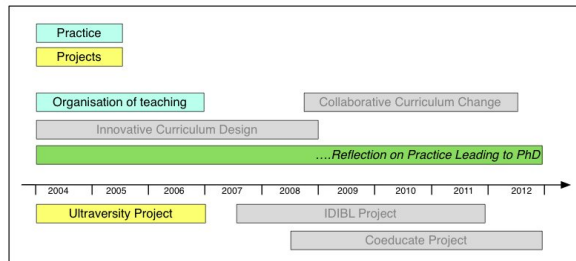 Practice
Projects
Organisation of teaching
Collaborative Curriculum Change
Innovative Curriculum Design
....Reflection on Practice Leading to PhD
2004 2005 2006 2007 2008 2009 2010 2011 2012
Ultraversity Project
IDIBL Project
Coeducate Project